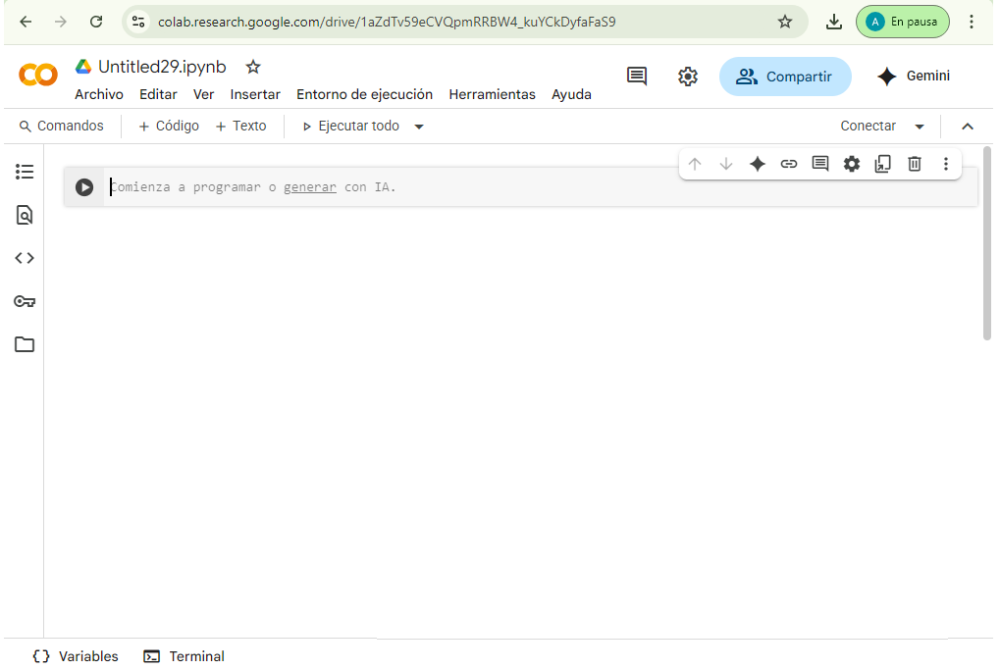 colab.research.google.com/drive/1aZdTv59eCVQpmRRBW4_kuYCkDyfaFaS9
A En pausa
Untitled29.ipynb
Archivo Editar Ver Insertar Entorno de ejecución Herramientas Ayuda
Compartir
Gemini
Comandos + Código + Texto Ejecutar todo Conectar
Comienza a programar o generar con IA.
Variables Terminal